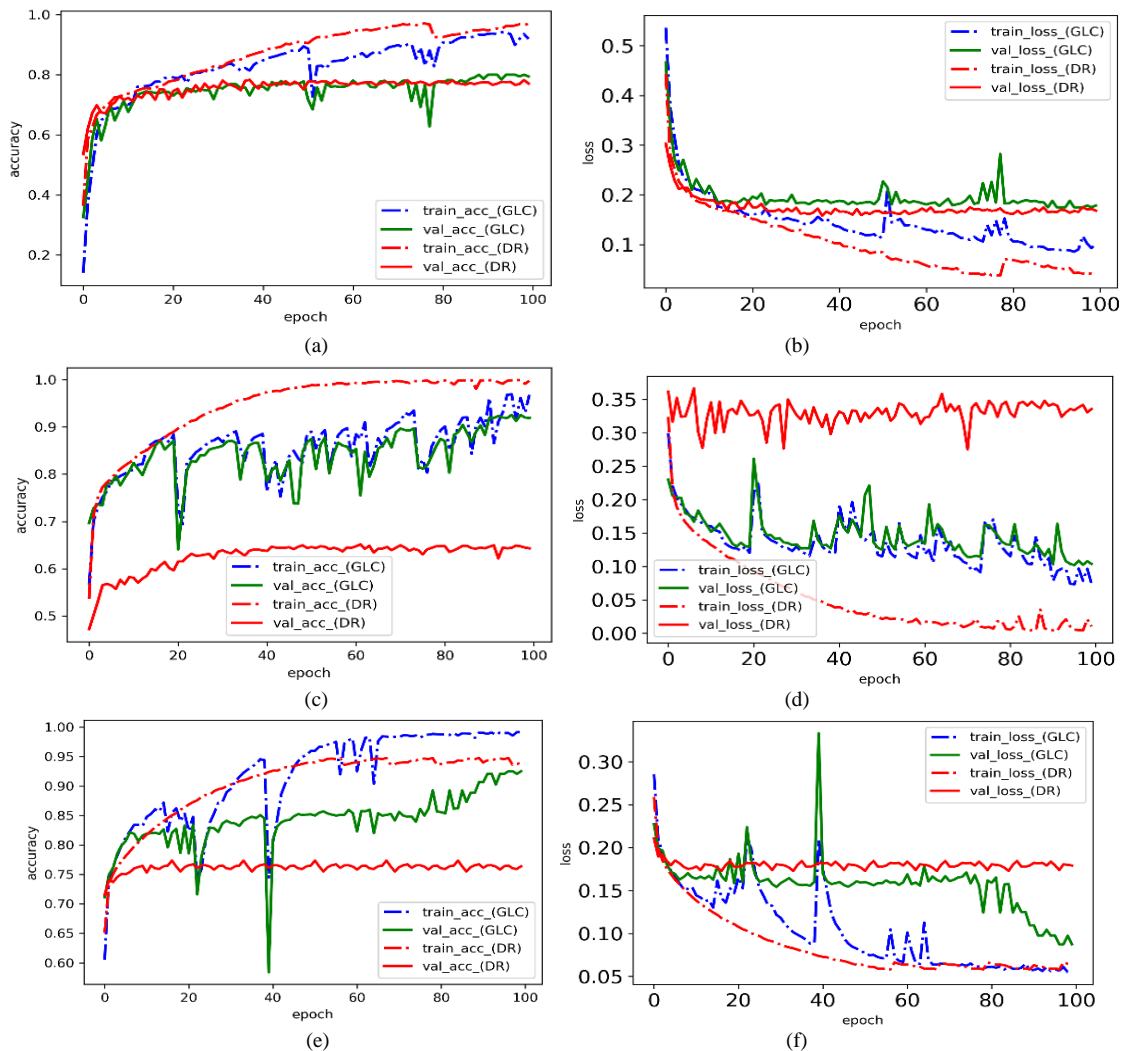 1.0
0.8
0.6
0.4
0.2
accuracy
train_acc_(GLC)
val_acc_(GLC)
train_acc_(DR)
val_acc_(DR)
0 20 40 60 80 100
epoch
(a)
0.5
0.4
0.3
0.2
0.1
loss
train_loss_(GLC)
val_loss_(GLC)
train_loss_(DR)
val_loss_(DR)
0 20 40 60 80 100
epoch
(b)
1.0
0.9
0.8
0.7
0.6
0.5
accuracy
train_acc_(GLC)
val_acc_(GLC)
train_acc_(DR)
val_acc_(DR)
0 20 40 60 80 100
epoch
(c)
0.35
0.30
0.25
0.20
0.15
0.10
0.05
0.00
loss
train_loss_(GLC)
val_loss_(GLC)
train_loss_(DR)
val_loss_(DR)
0 20 40 60 80 100
epoch
(d)
1.00
0.95
0.90
0.85
0.80
0.75
0.70
0.65
0.60
accuracy
train_acc_(GLC)
val_acc_(GLC)
train_acc_(DR)
val_acc_(DR)
0 20 40 60 80 100
epoch
(e)
0.30
0.25
0.20
0.15
0.10
0.05
loss
train_loss_(GLC)
val_loss_(GLC)
train_loss_(DR)
val_loss_(DR)
0 20 40 60 80 100
epoch
(f)